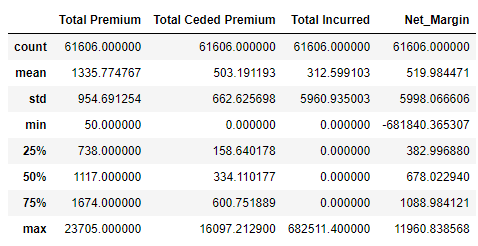 Total Premium Total Ceded Premium Total Incurred Net_Margin
count 61606.000000 61606.000000 61606.000000 61606.000000
mean 1335.774767 503.191193 312.599103 519.984471
std 954.691254 662.625698 5960.935003 5998.066606
min 50.000000 0.000000 0.000000 -681840.365307
25% 738.000000 158.640178 0.000000 382.996880
50% 1117.000000 334.110177 0.000000 678.022940
75% 1674.000000 600.751889 0.000000 1088.984121
max 23705.000000 16097.212900 682511.400000 11960.838568